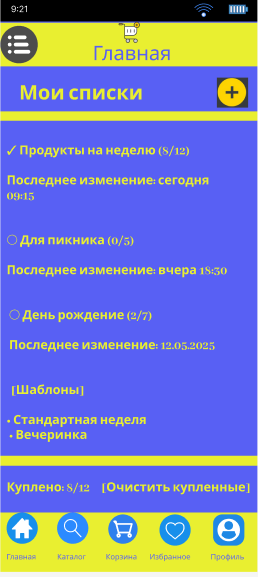 9:21
Главная
Мои списки
✓ Продукты на неделю (8/12)
Последнее изменение: сегодня
09:15
○ Для пикника (0/5)
Последнее изменение: вчера 18:30
○ День рождение (2/7)
Последнее изменение: 12.05.2025
[Шаблоны]
• Стандартная неделя
• Вечеринка
Куплено: 8/12 [Очистить купленные]
Главная Каталог Корзина Избранное Профиль